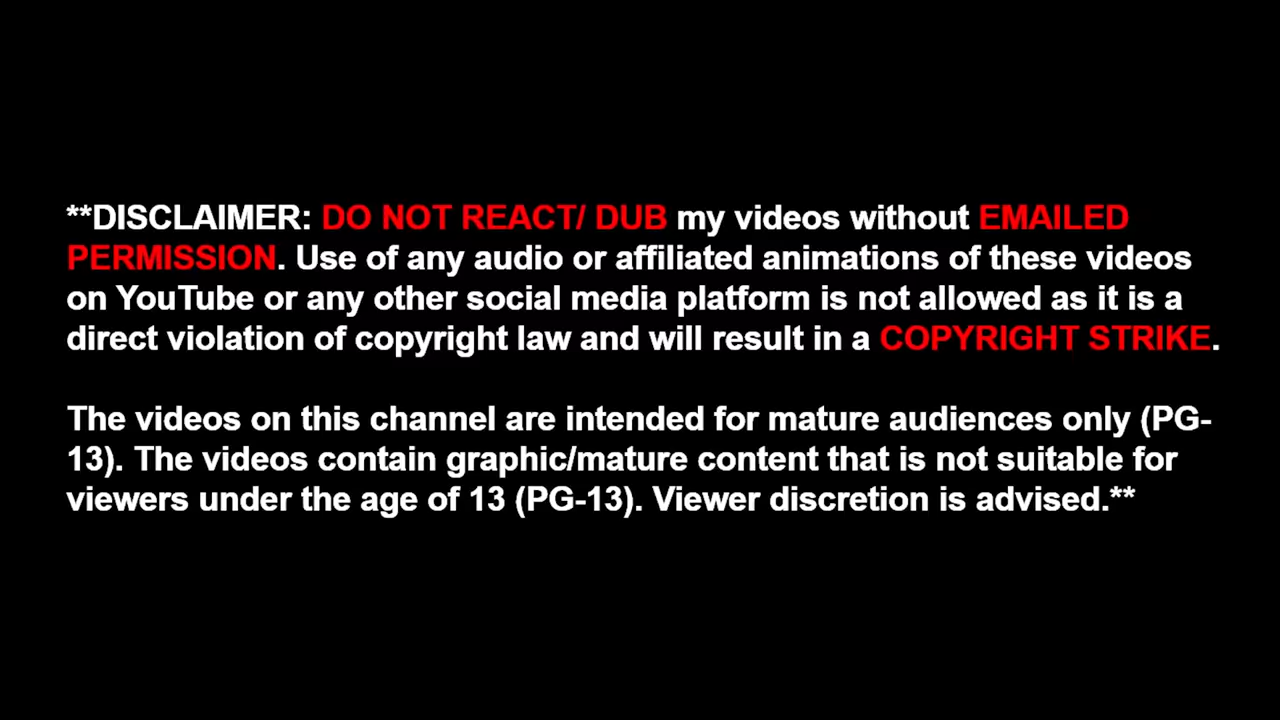 **DISCLAIMER: DO NOT REACT/ DUB my videos without EMAILED
PERMISSION. Use of any audio or affiliated animations of these videos
on YouTube or any other social media platform is not allowed as it is a
direct violation of copyright law and will result in a COPYRIGHT STRIKE.
The videos on this channel are intended for mature audiences only (PG-
13). The videos contain graphic/mature content that is not suitable for
viewers under the age of 13 (PG-13). Viewer discretion is advised.**